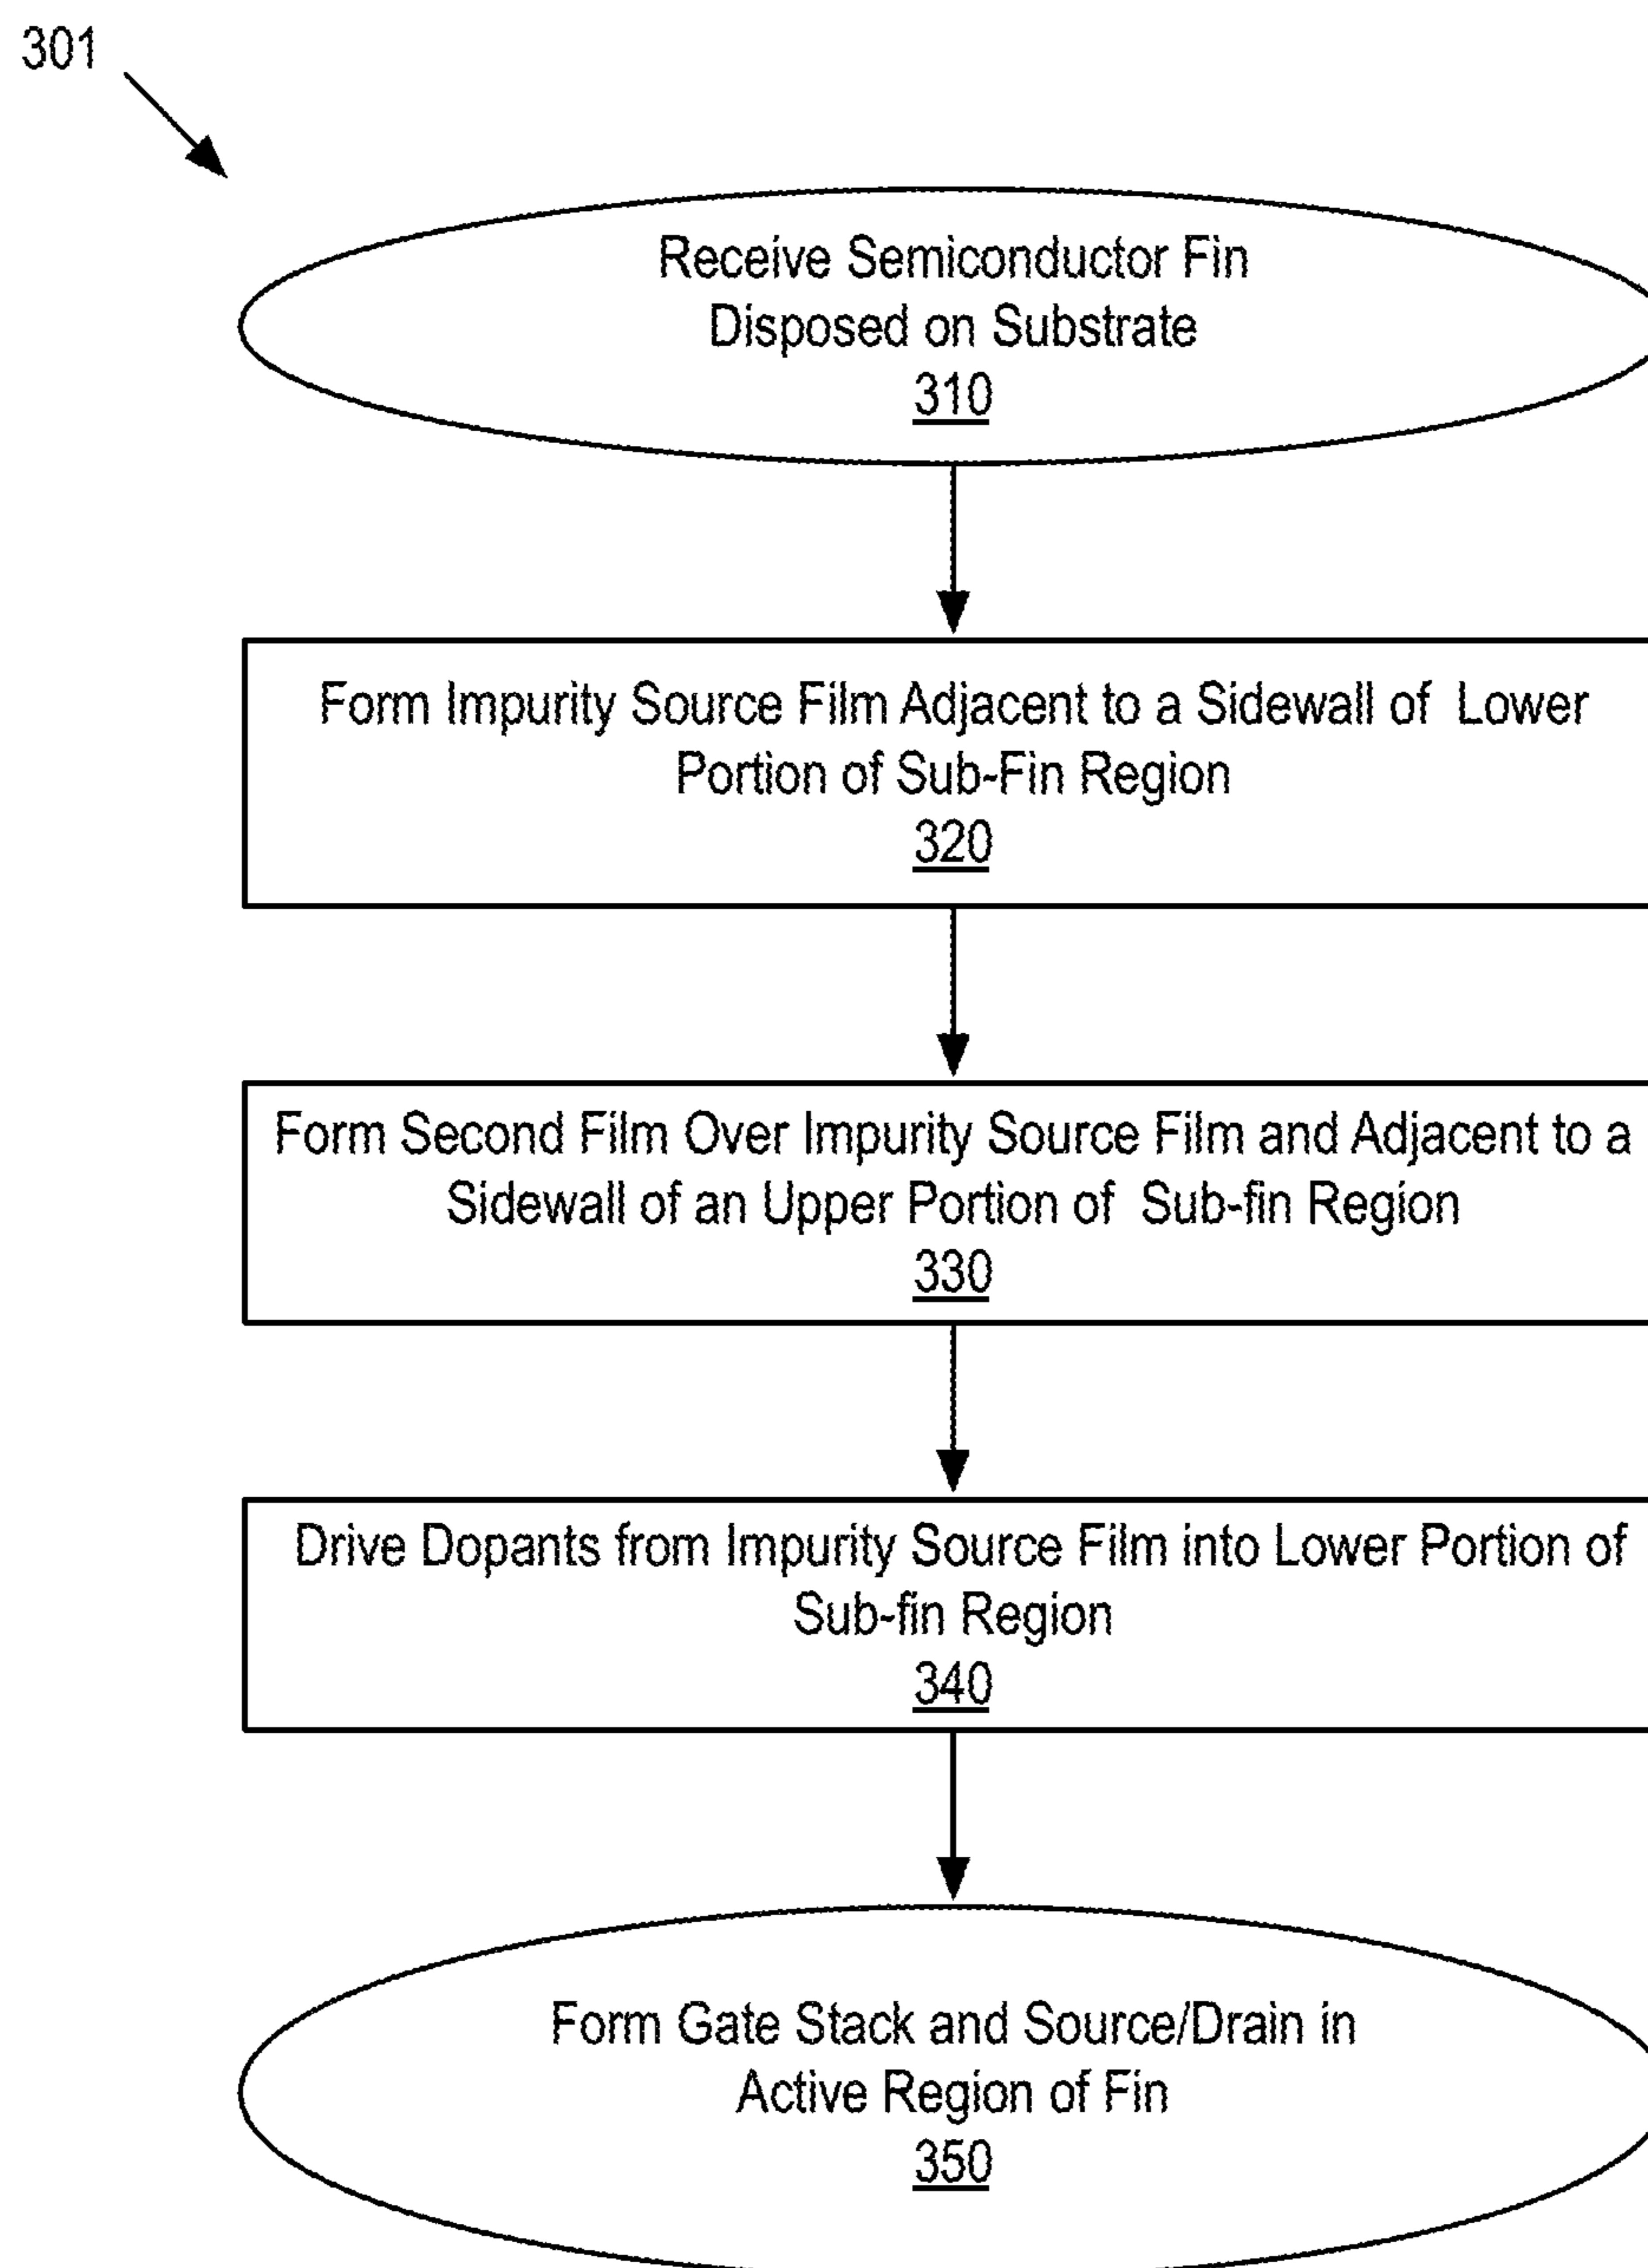 301
Receive Semiconductor Fin
Disposed on Substrate
310
Form Impurity Source Film Adjacent to a Sidewall of Lower
Portion of Sub-Fin Region
320
Form Second Film Over Impurity Source Film and Adjacent to a
Sidewall of an Upper Portion of Sub-fin Region
330
Drive Dopants from Impurity Source Film into Lower Portion of
Sub-fin Region
340
Form Gate Stack and Source/Drain in
Active Region of Fin
350